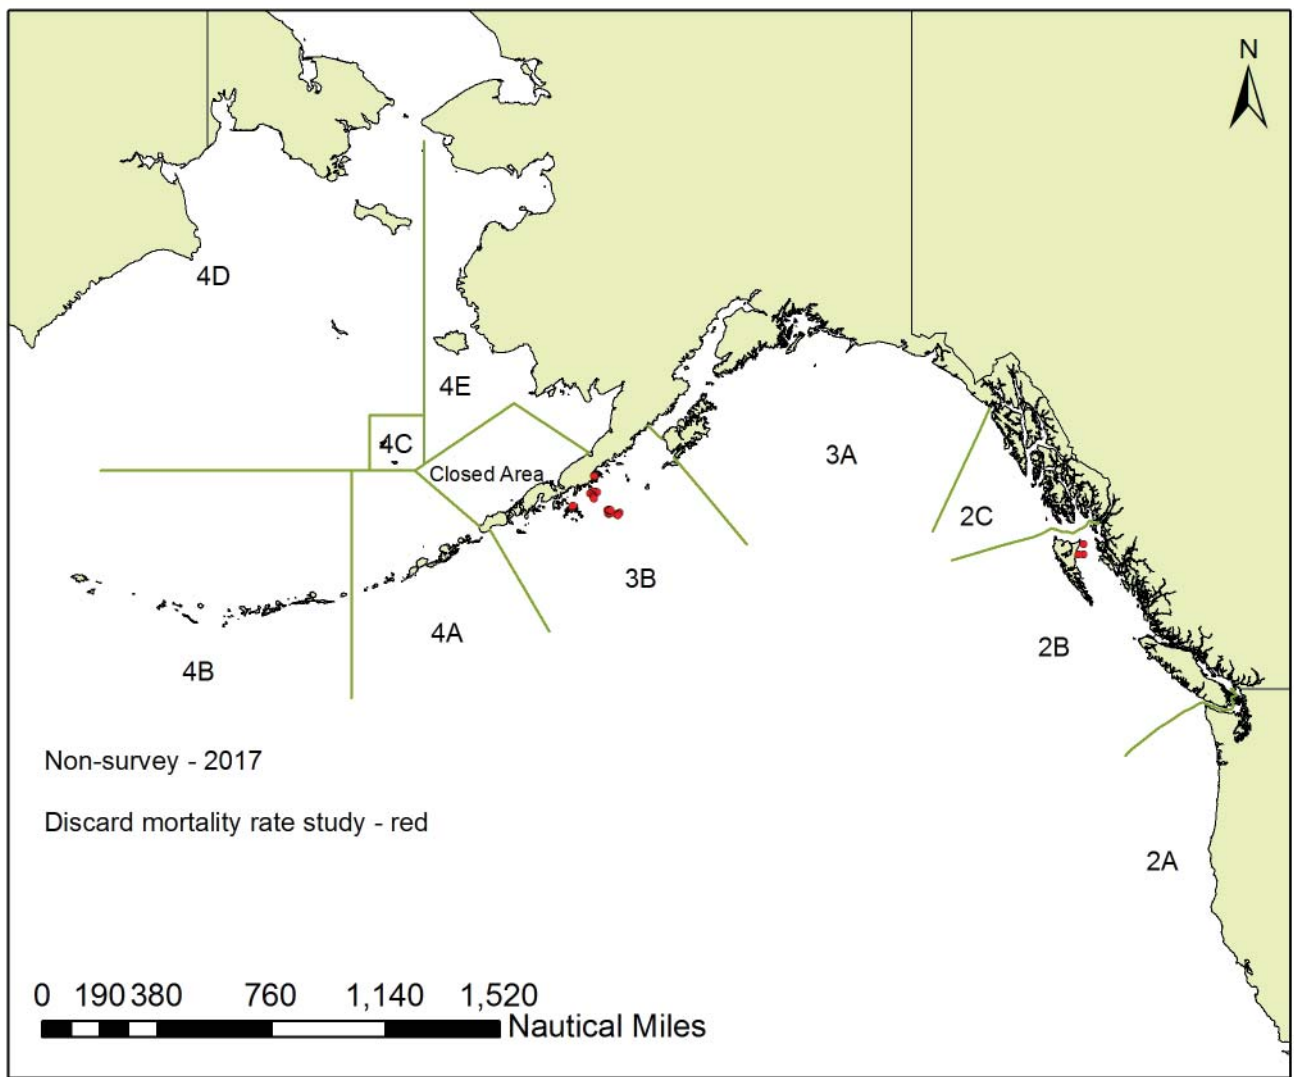 N
4D
4E
4C
Closed Area
3A
2C
3B
4A
2B
4B
Non-survey - 2017
Discard mortality rate study - red
2A
0 190 380 760 1,140 1,520
Nautical Miles